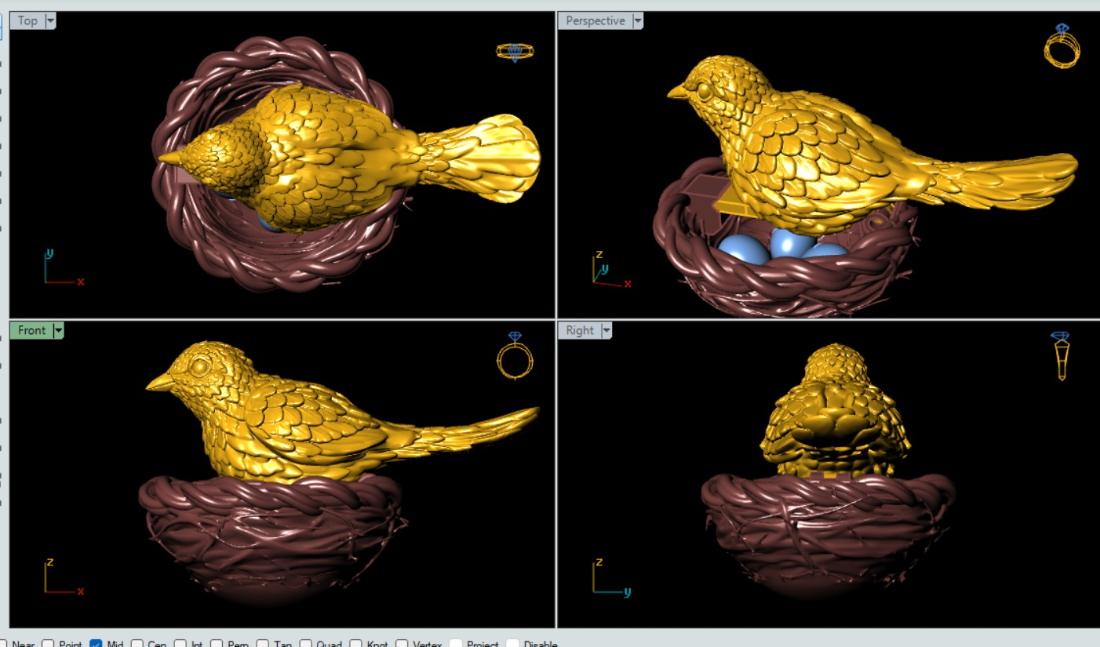 Top
Perspective
y
x
z
y
x
Front
Right
z
x
z
y
Near Point Mid Cen Int Perp Tan Quad Knot Vertex Project Disable